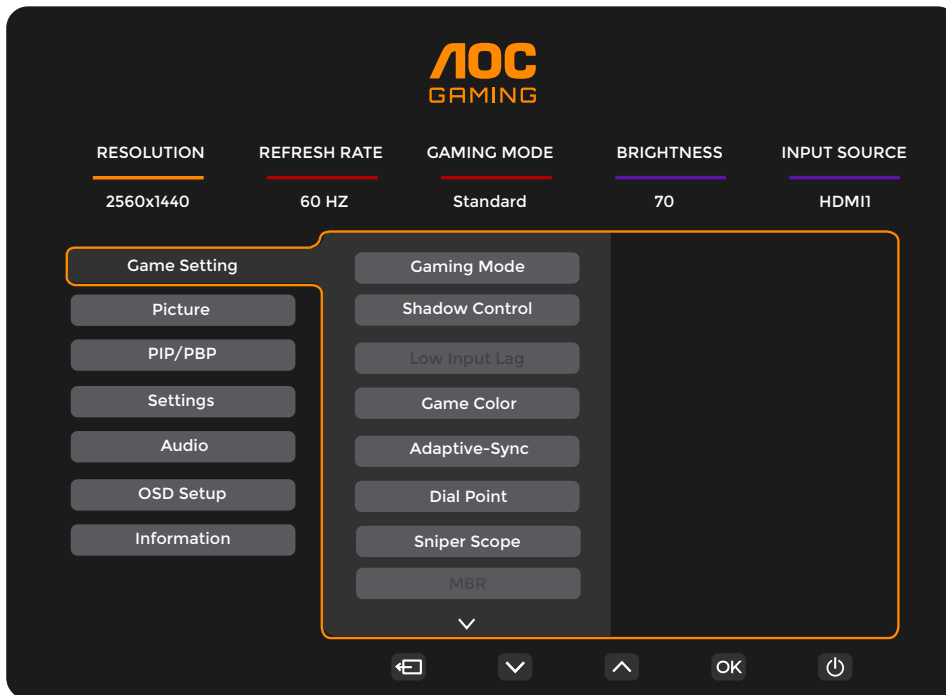 AOC
GAMING
RESOLUTION REFRESH RATE GAMING MODE BRIGHTNESS INPUT SOURCE
2560x1440 60 HZ Standard 70 HDMI1
Game Setting
Picture
PIP/PBP
Settings
Audio
OSD Setup
Information
Gaming Mode
Shadow Control
Low Input Lag
Game Color
Adaptive-Sync
Dial Point
Sniper Scope
MBR
OK